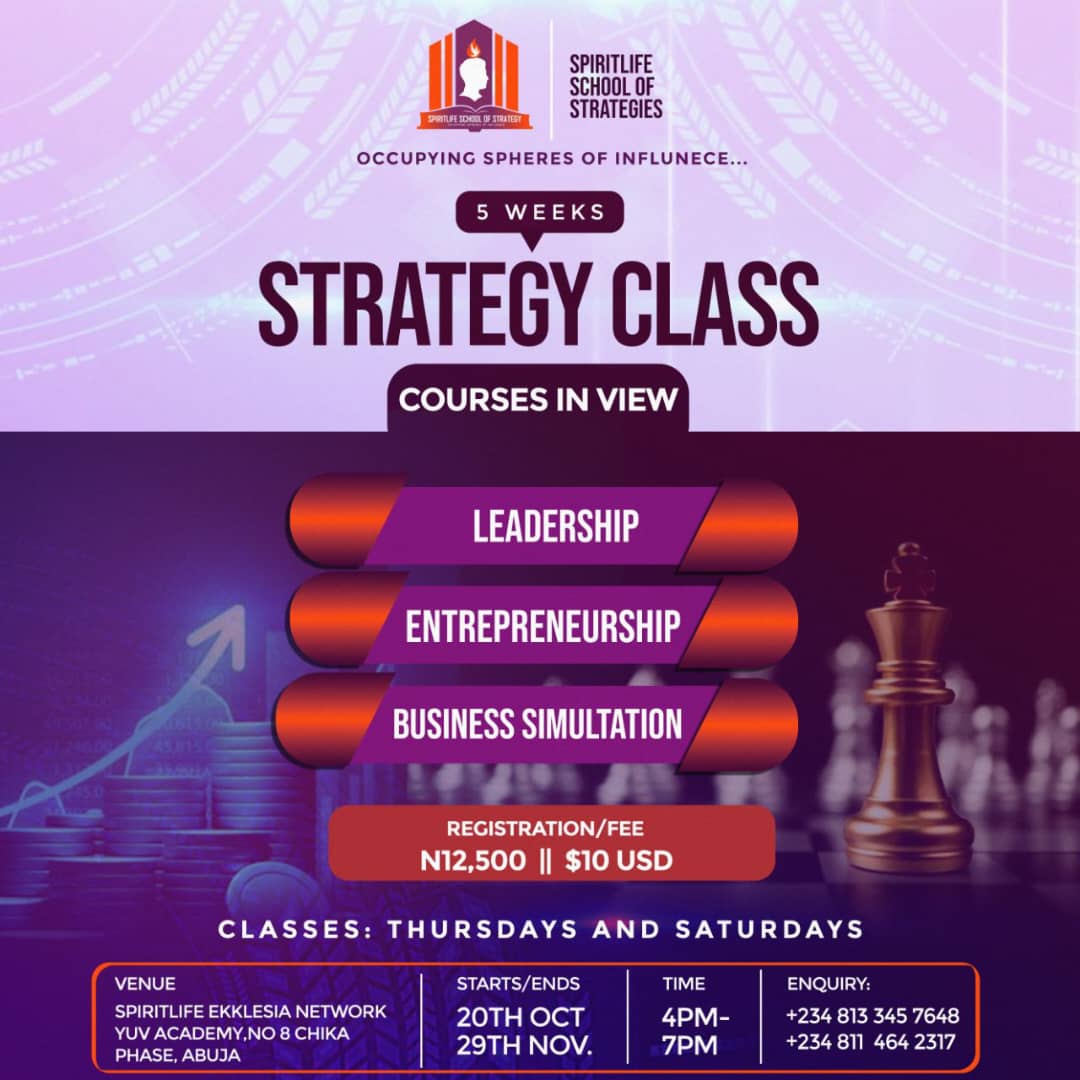 SPIRITLIFE SCHOOL OF STRATEGY
SPIRITLIFE
SCHOOL OF
STRATEGIES
OCCUPYING SPHERES OF INFLUNECE...
5 WEEKS
STRATEGY CLASS
COURSES IN VIEW
LEADERSHIP
ENTREPRENEURSHIP
BUSINESS SIMULTATION
REGISTRATION/FEE
N12,500 || $10 USD
CLASSES: THURSDAYS AND SATURDAYS
VENUE
SPIRITLIFE EKKLESIA NETWORK
YUV ACADEMY,NO 8 CHIKA
PHASE, ABUJA
STARTS/ENDS
20TH OCT
29TH NOV.
TIME
4PM-
7PM
ENQUIRY:
+234 813 345 7648
+234 811 464 2317